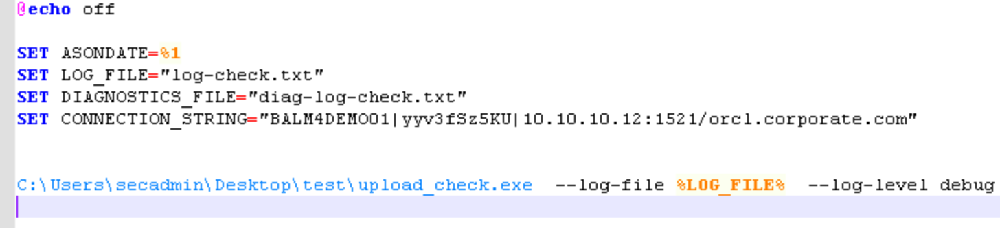 @echo off
SET ASONDATE=%1
SET LOG_FILE="log-check.txt"
SET DIAGNOSTICS_FILE="diag-log-check.txt"
SET CONNECTION_STRING="BALM4DEMO01|yyv3fSz5KU|10.10.10.12:1521/orcl.corporate.com"
C:\Users\secadmin\Desktop\test\upload_check.exe  --log-file %LOG_FILE%  --log-level debug